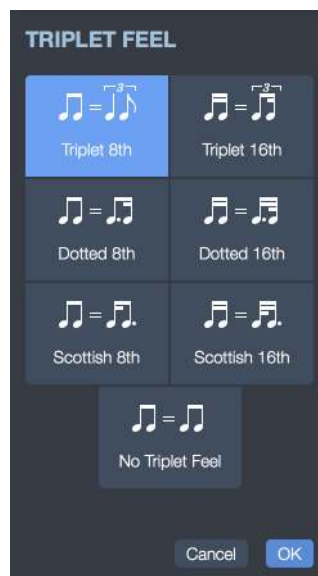 TRIPLET FEEL
3 3
Triplet 8th Triplet 16th
Dotted 8th Dotted 16th
Scottish 8th Scottish 16th
No Triplet Feel
Cancel OK